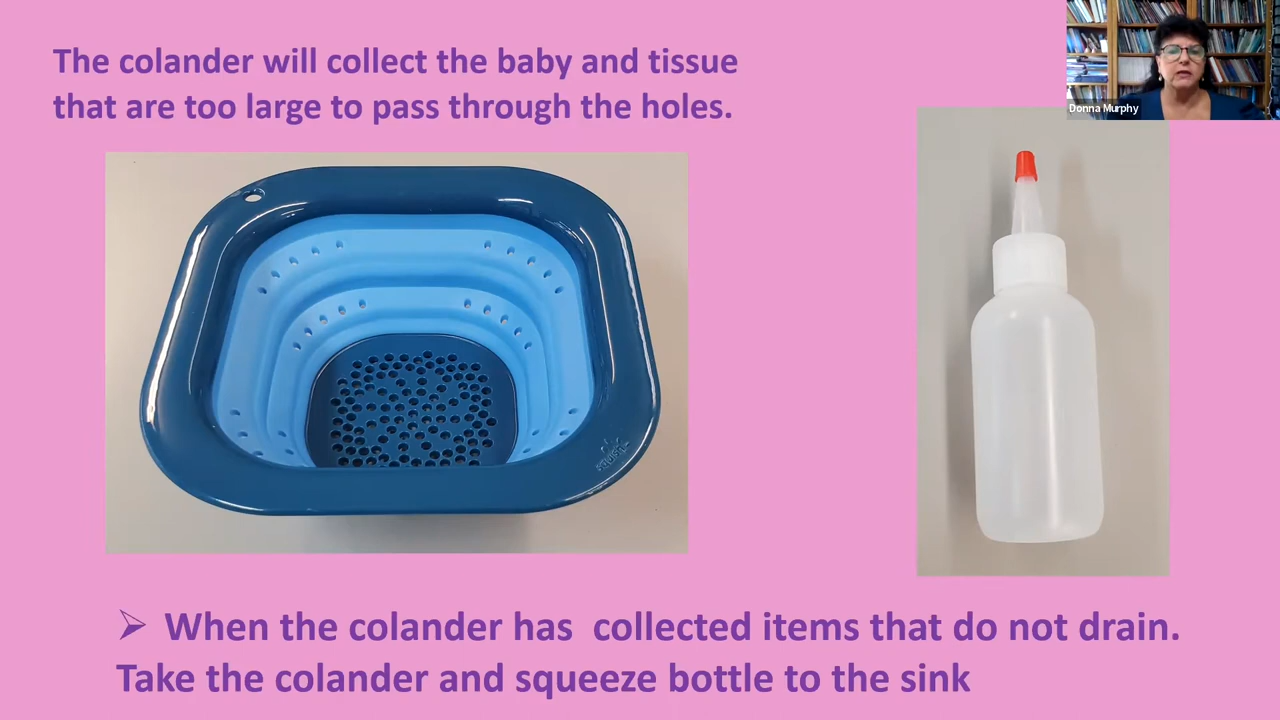 The colander will collect the baby and tissue
that are too large to pass through the holes.
Donna Murphy
➢ When the colander has  collected items that do not drain.
Take the colander and squeeze bottle to the sink